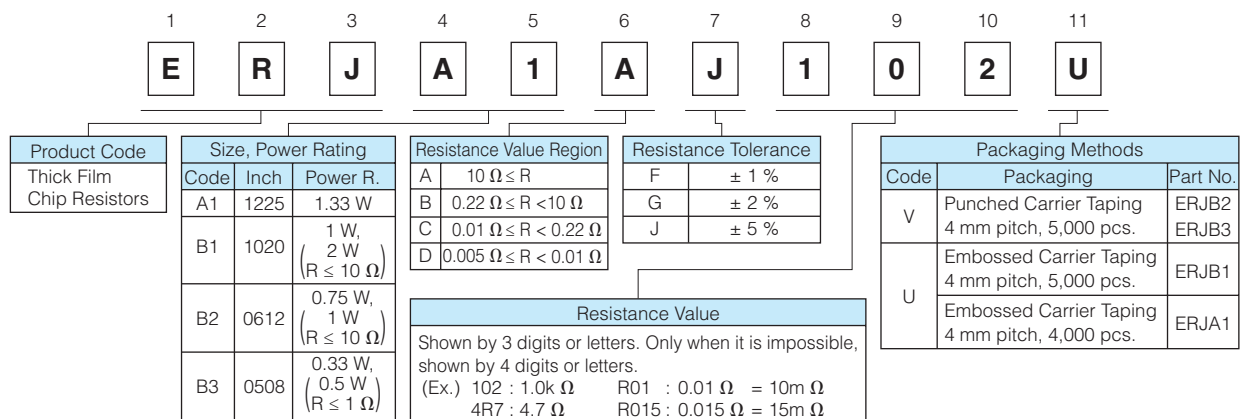 1 2 3 4 5 6 7 8 9 10 11
E R J A 1 A J 1 0 2 U
Product Code
Thick Film
Chip Resistors
Size, Power Rating
Code Inch Power R.
A1 1225 1.33 W
B1 1020 1 W,
2 W
(R ≤ 10 Ω)
B2 0612 0.75 W,
1 W
(R ≤ 10 Ω)
B3 0508 0.33 W,
0.5 W
(R ≤ 1 Ω)
Resistance Value Region
A 10 Ω ≤ R
B 0.22 Ω ≤ R <10 Ω
C 0.01 Ω ≤ R < 0.22 Ω
D 0.005 Ω ≤ R < 0.01 Ω
Resistance Tolerance
F ± 1 %
G ± 2 %
J ± 5 %
Resistance Value
Shown by 3 digits or letters. Only when it is impossible,
shown by 4 digits or letters.
(Ex.) 102 : 1.0k Ω R01 : 0.01 Ω = 10m Ω
4R7 : 4.7 Ω R015 : 0.015 Ω = 15m Ω
Packaging Methods
Code Packaging Part No.
V Punched Carrier Taping
4 mm pitch, 5,000 pcs.
ERJB2
ERJB3
U Embossed Carrier Taping
4 mm pitch, 5,000 pcs.
ERJB1
Embossed Carrier Taping
4 mm pitch, 4,000 pcs.
ERJA1